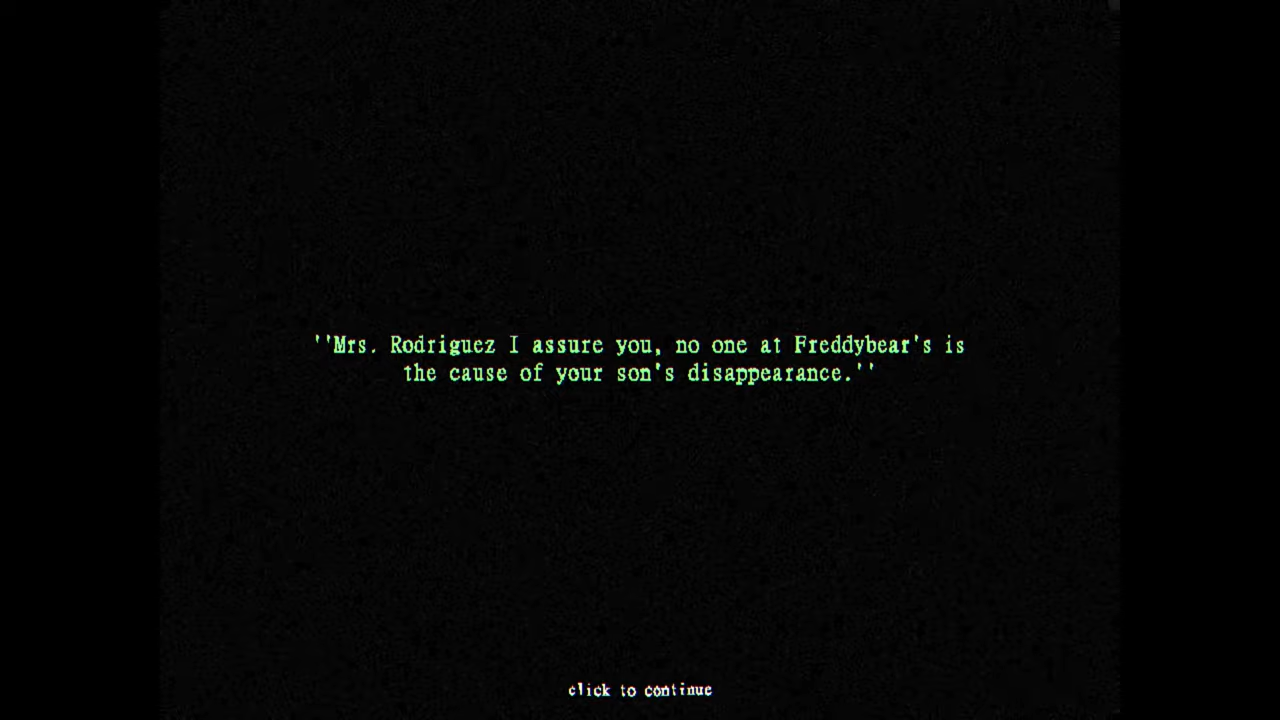 ''Mrs. Rodriguez I assure you, no one at Freddybear's is
the cause of your son's disappearance.''
click to continue